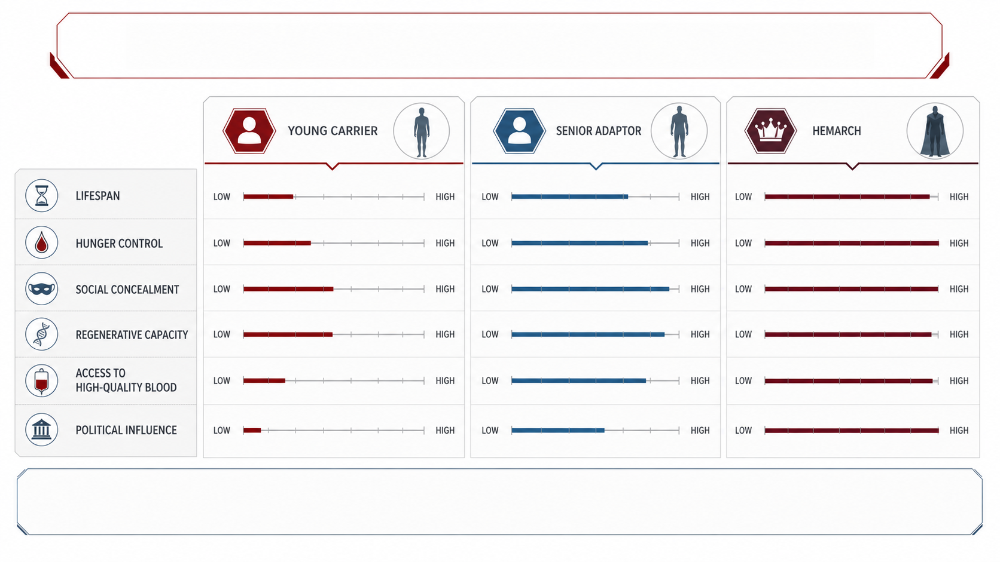 YOUNG CARRIER
SENIOR ADAPTOR
HEMARCH
LIFESPAN
LOW HIGH
LOW HIGH
LOW HIGH
HUNGER CONTROL
LOW HIGH
LOW HIGH
LOW HIGH
SOCIAL CONCEALMENT
LOW HIGH
LOW HIGH
LOW HIGH
REGENERATIVE CAPACITY
LOW HIGH
LOW HIGH
LOW HIGH
ACCESS TO
HIGH-QUALITY BLOOD
LOW HIGH
LOW HIGH
LOW HIGH
POLITICAL INFLUENCE
LOW HIGH
LOW HIGH
LOW HIGH